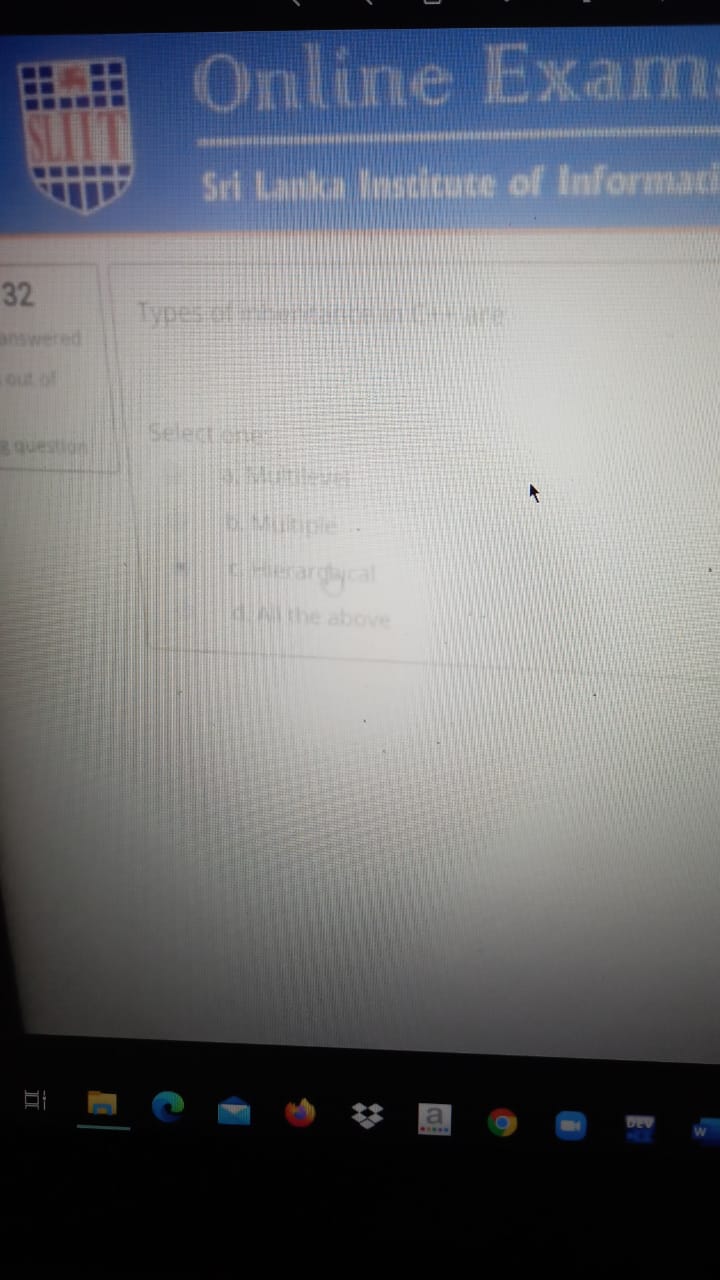 Online Exam
SLIIT
Sri Lanka Institute of Informati
32
answered
out of
g question
Types of inheritance in C++ are
Select one:
a. Multilevel
b. Multiple
c. Hierarchical
d. All the above
a
DEV
W